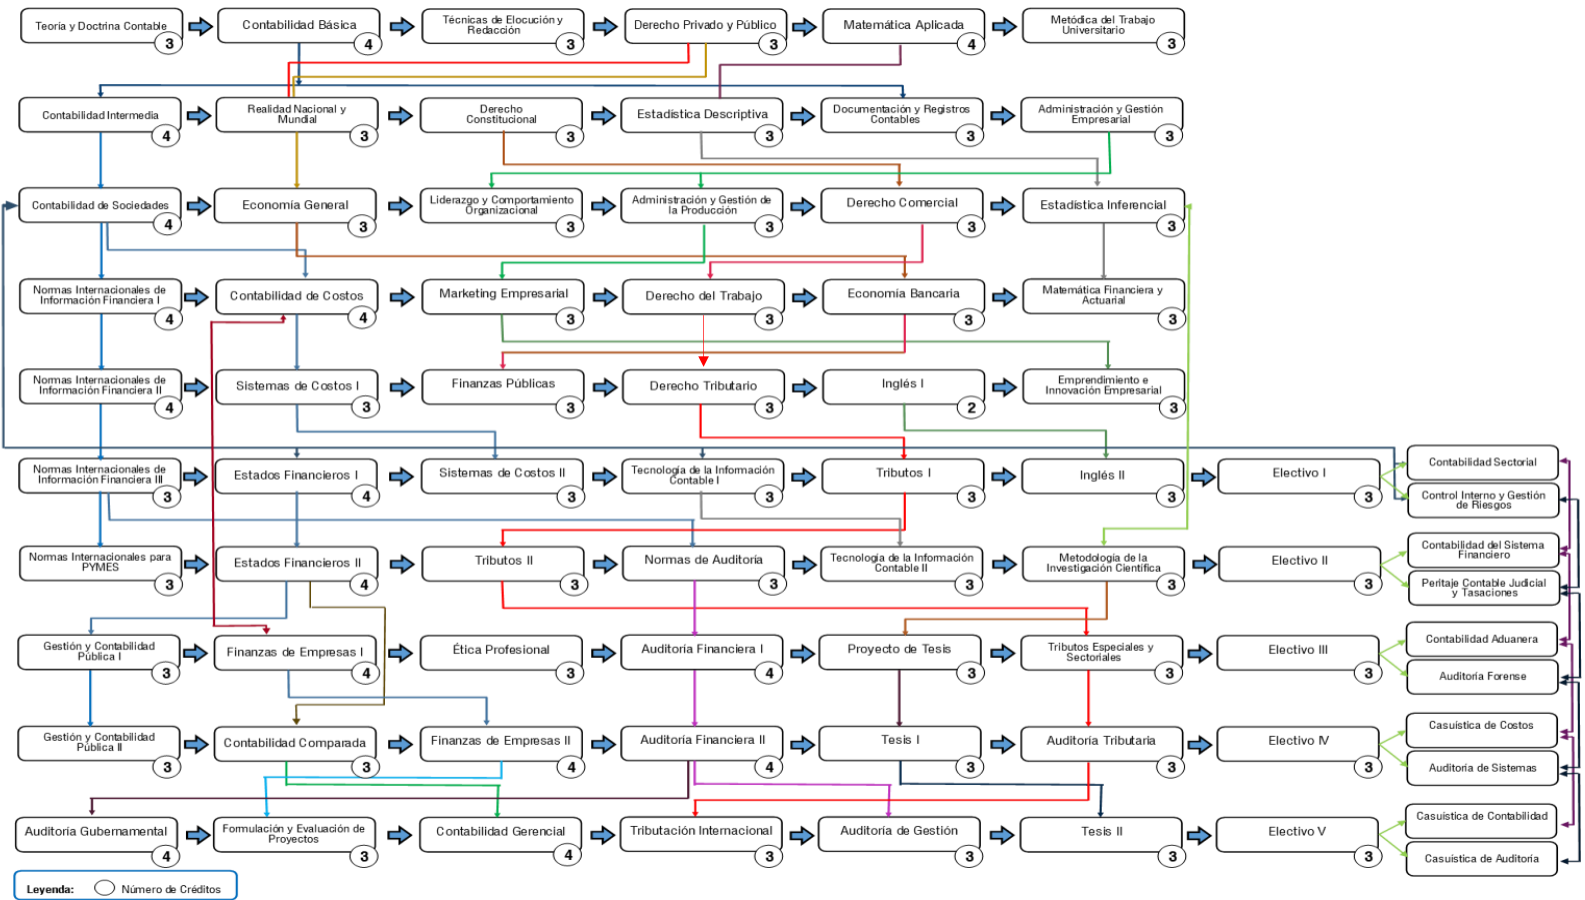 Teoría y Doctrina Contable
3
Contabilidad Básica
4
Técnicas de Elocución y
Redacción
3
Derecho Privado y Público
3
Matemática Aplicada
4
Metódica del Trabajo
Universitario
3
Contabilidad Intermedia
4
Realidad Nacional y
Mundial
3
Derecho
Constitucional
3
Estadística Descriptiva
3
Documentación y Registros
Contables
3
Administración y Gestión
Empresarial
3
Contabilidad de Sociedades
4
Economía General
3
Liderazgo y Comportamiento
Organizacional
3
Administración y Gestión de
la Producción
3
Derecho Comercial
3
Estadística Inferencial
3
Normas Internacionales de
Información Financiera I
4
Contabilidad de Costos
4
Marketing Empresarial
3
Derecho del Trabajo
3
Economía Bancaria
3
Matemática Financiera y
Actuarial
3
Normas Internacionales de
Información Financiera II
4
Sistemas de Costos I
3
Finanzas Públicas
3
Derecho Tributario
3
Inglés I
2
Emprendimiento e
Innovación Empresarial
3
Normas Internacionales de
Información Financiera III
3
Estados Financieros I
4
Sistemas de Costos II
3
Tecnología de la Información
Contable I
3
Tributos I
3
Inglés II
3
Electivo I
3
Contabilidad Sectorial
Control Interno y Gestión
de Riesgos
Normas Internacionales para
PYMES
3
Estados Financieros II
4
Tributos II
3
Normas de Auditoría
3
Tecnología de la Información
Contable II
3
Metodología de la
Investigación Científica
3
Electivo II
3
Contabilidad del Sistema
Financiero
Peritaje Contable Judicial
y Tasaciones
Gestión y Contabilidad
Pública I
3
Finanzas de Empresas I
4
Ética Profesional
3
Auditoría Financiera I
4
Proyecto de Tesis
3
Tributos Especiales y
Sectoriales
3
Electivo III
3
Contabilidad Aduanera
Auditoría Forense
Gestión y Contabilidad
Pública II
3
Contabilidad Comparada
3
Finanzas de Empresas II
4
Auditoría Financiera II
4
Tesis I
3
Auditoría Tributaria
3
Electivo IV
3
Casuística de Costos
Auditoría de Sistemas
Auditoría Gubernamental
4
Formulación y Evaluación de
Proyectos
3
Contabilidad Gerencial
4
Tributación Internacional
3
Auditoría de Gestión
3
Tesis II
3
Electivo V
3
Casuística de Contabilidad
Casuística de Auditoría
Leyenda: Número de Créditos